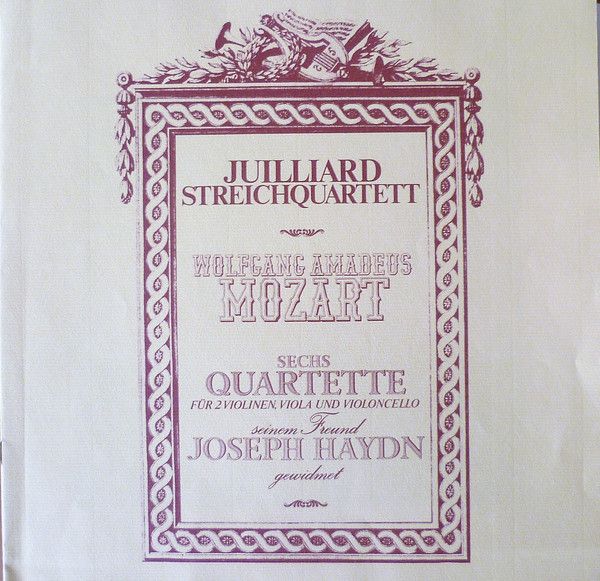 JUILLIARD
STREICHQUARTETT
WOLFGANG AMADEUS
MOZART
SECHS
QUARTETTE
FÜR 2 VIOLINEN, VIOLA UND VIOLONCELLO
seinem Freund
JOSEPH HAYDN
gewidmet